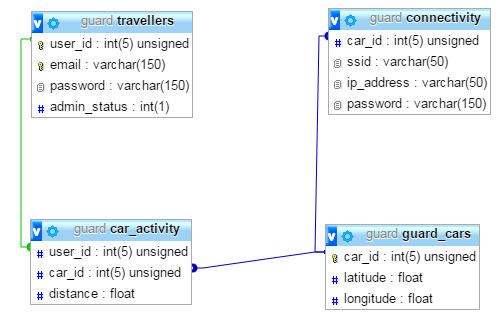 guard travellers
user_id : int(5) unsigned
email : varchar(150)
password : varchar(150)
admin_status : int(1)
guard connectivity
car_id : int(5) unsigned
ssid : varchar(50)
ip_address : varchar(50)
password : varchar(150)
guard car_activity
user_id : int(5) unsigned
car_id : int(5) unsigned
distance : float
guard guard_cars
car_id : int(5) unsigned
latitude : float
longitude : float